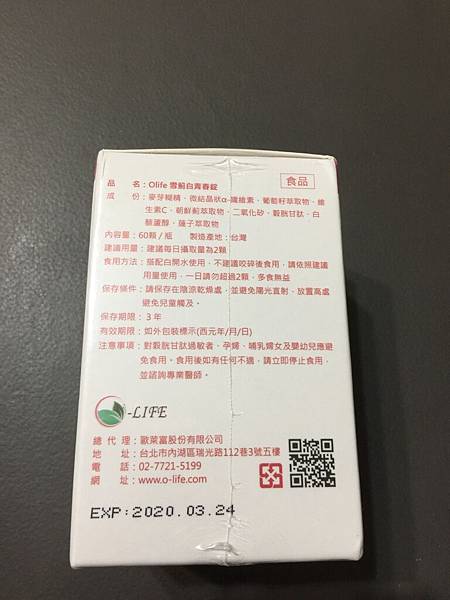 品　　名：Olife 雪薊白青春錠
食品
成　　份：麥芽糊精、微結晶狀α-纖維素、葡萄籽萃取物、維
生素C、朝鮮薊萃取物、二氧化矽、穀胱甘肽、白
藜蘆醇、蓮子萃取物
內容量：60顆 / 瓶　製造產地：台灣
建議用量：建議每日攝取量為2顆
食用方法：搭配白開水使用，不建議咬碎後食用，請依照建議
用量使用，一日請勿超過2顆，多食無益
保存條件：請保存在陰涼乾燥處，並避免陽光直射，放置高處
避免兒童觸及。
保存期限：3 年
有效期限：如外包裝標示(西元年/月/日)
注意事項：對穀胱甘肽過敏者、孕婦、哺乳婦女及嬰幼兒應避
免食用。食用後如有任何不適，請立即停止食用，
並諮詢專業醫師。
-LIFE
總 代 理：歐萊富股份有限公司
地　　址：台北市內湖區瑞光路112巷3號五樓
電　　話：02-7721-5199
網　　址：www.o-life.com
EXP:2020.03.24